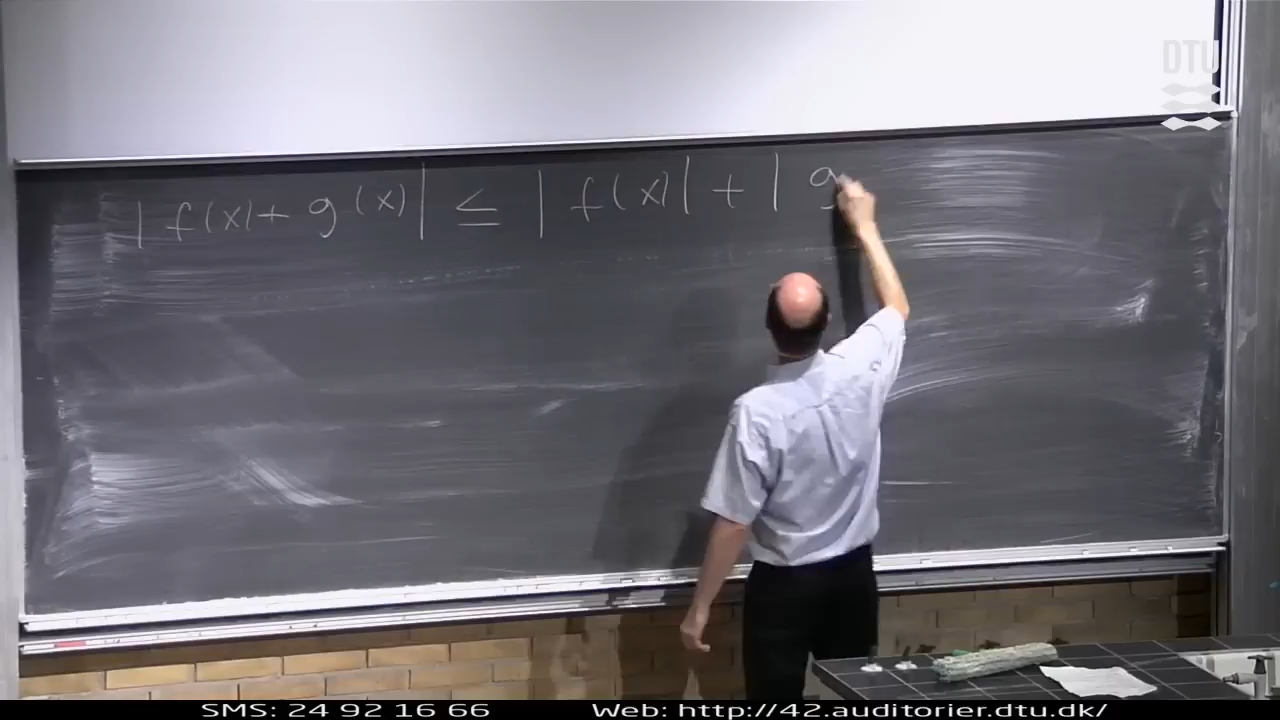 DTU
|f(x)+g(x)| ≤ |f(x)| + | g
SMS: 24 92 16 66 Web: http://42.auditorier.dtu.dk/